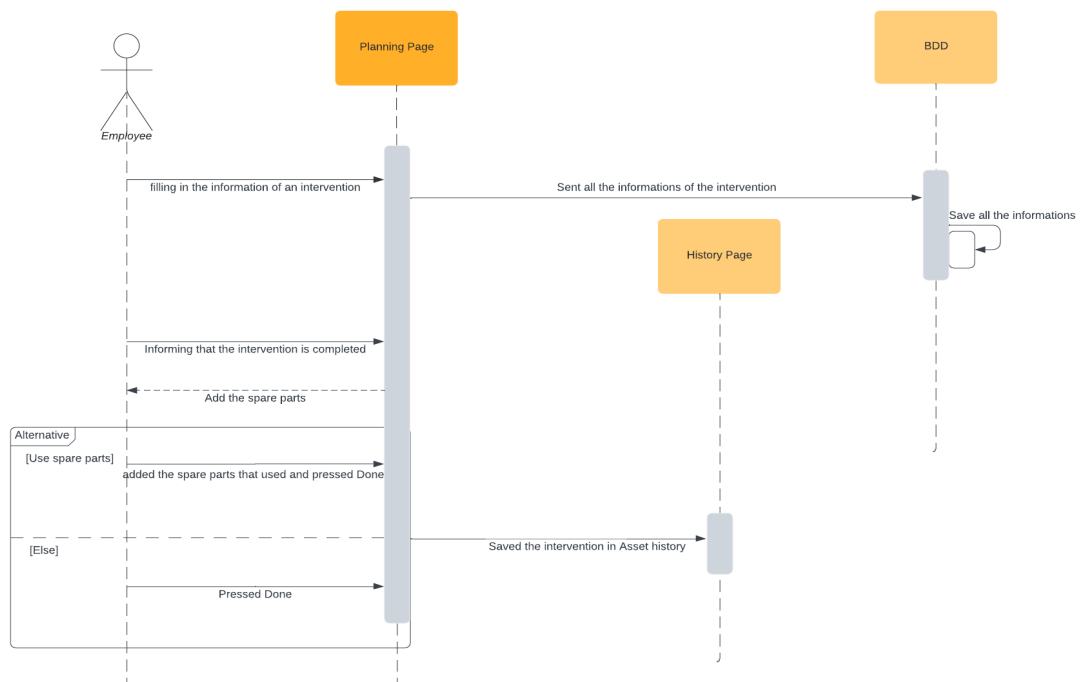 Planning Page
BDD
Employee
filling in the information of an intervention
Sent all the informations of the intervention
Save all the informations
History Page
Informing that the intervention is completed
Add the spare parts
Alternative
[Use spare parts]
added the spare parts that used and pressed Done
[Else]
Saved the intervention in Asset history
Pressed Done